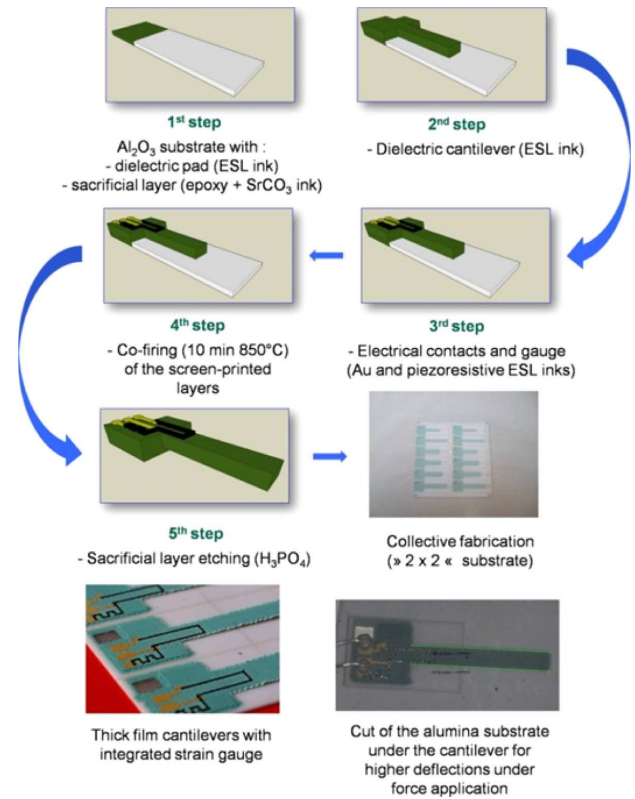 1st step
Al2O3 substrate with :
- dielectric pad (ESL ink)
- sacrificial layer (epoxy + SrCO3 ink)
2nd step
- Dielectric cantilever (ESL ink)
3rd step
- Electrical contacts and gauge
(Au and piezoresistive ESL inks)
4th step
- Co-firing (10 min 850°C)
of the screen-printed
layers
5th step
- Sacrificial layer etching (H3PO4)
Collective fabrication
(» 2 x 2 « substrate)
Thick film cantilevers with
integrated strain gauge
Cut of the alumina substrate
under the cantilever for
higher deflections under
force application